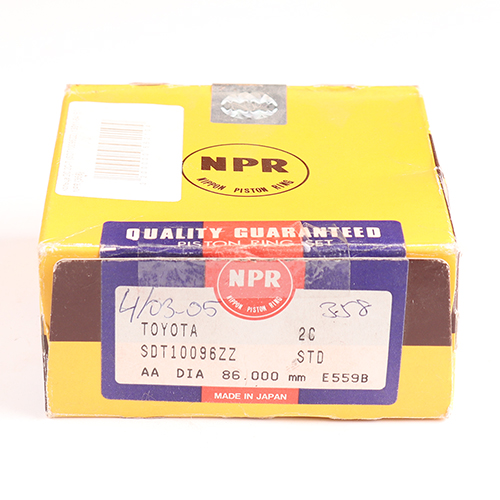 NPR
NIPPON PISTON RING
QUALITY GUARANTEED
PISTON RING SET
NPR
NIPPON PISTON RING
4/03-05 358
TOYOTA 2C
SDT10096ZZ STD
AA DIA 86.000 mm E559B
MADE IN JAPAN